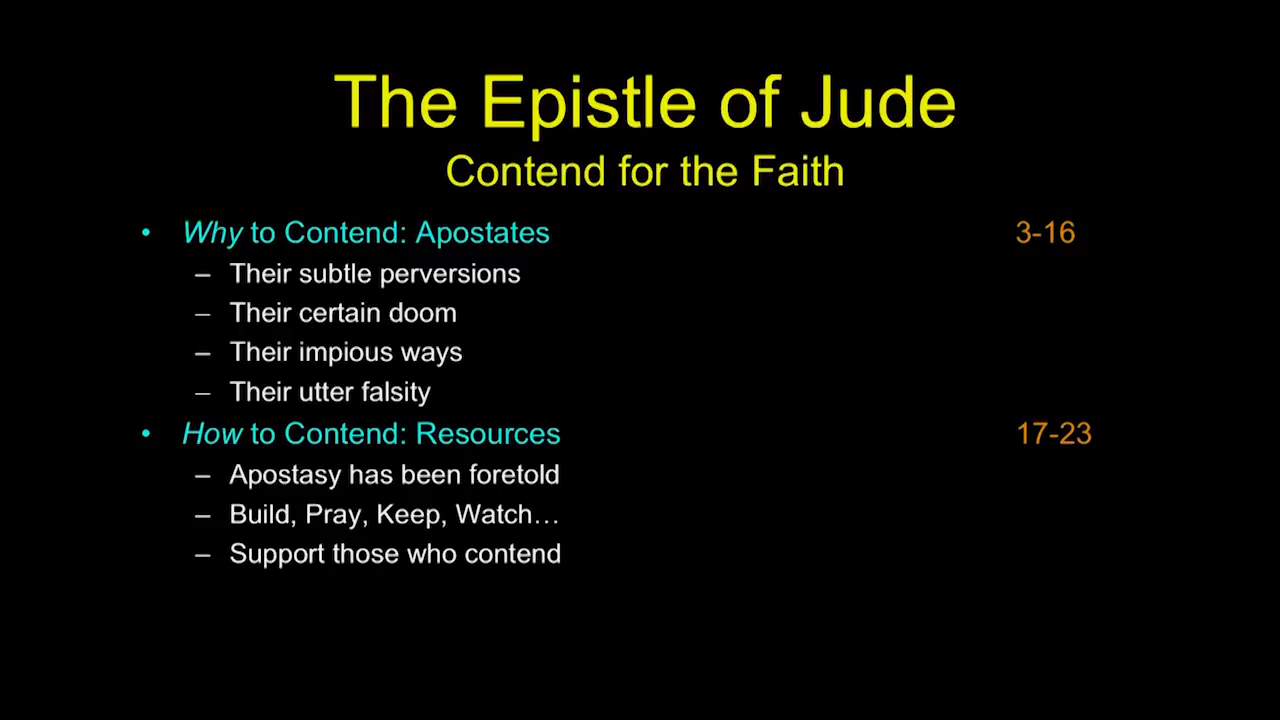 The Epistle of Jude
Contend for the Faith
• Why to Contend: Apostates 3-16
– Their subtle perversions
– Their certain doom
– Their impious ways
– Their utter falsity
• How to Contend: Resources 17-23
– Apostasy has been foretold
– Build, Pray, Keep, Watch…
– Support those who contend